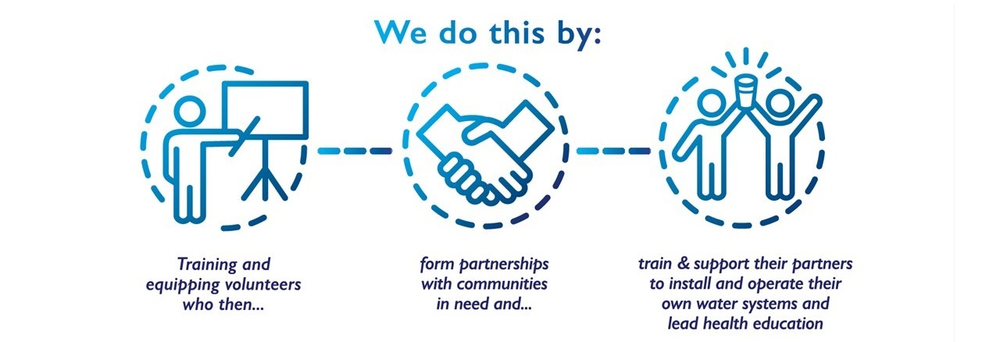 We do this by:
Training and
equipping volunteers
who then...
form partnerships
with communities
in need and...
train & support their partners
to install and operate their
own water systems and
lead health education